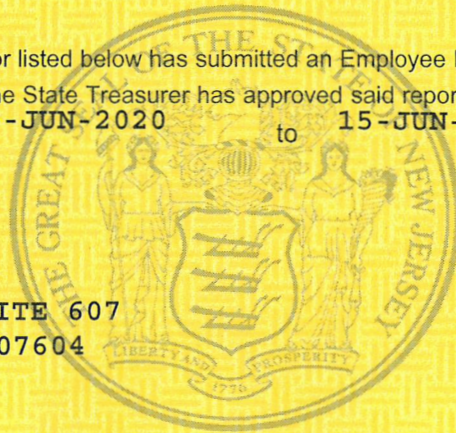 or listed below has submitted an Employee
he State Treasurer has approved said repor
-JUN-2020 to 15-JUN-
THE GREAT SEAL OF THE STATE NEW JERSEY
ITE 607
07604
LIBERTY AND PROSPERITY
1776